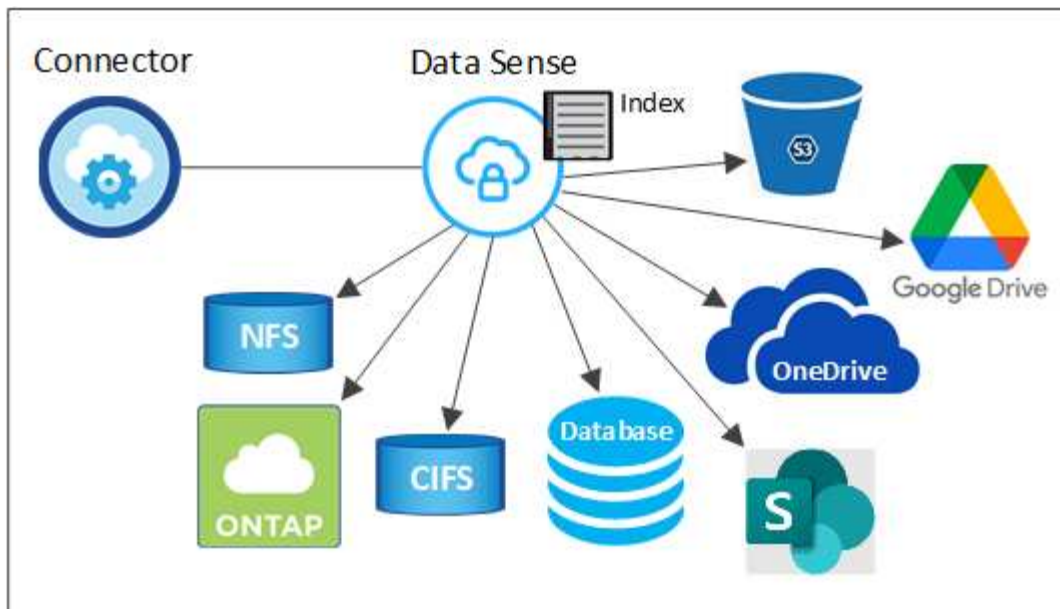 Connector
Data Sense
Index
S3
Google Drive
NFS
OneDrive
Database
CIFS
ONTAP
S